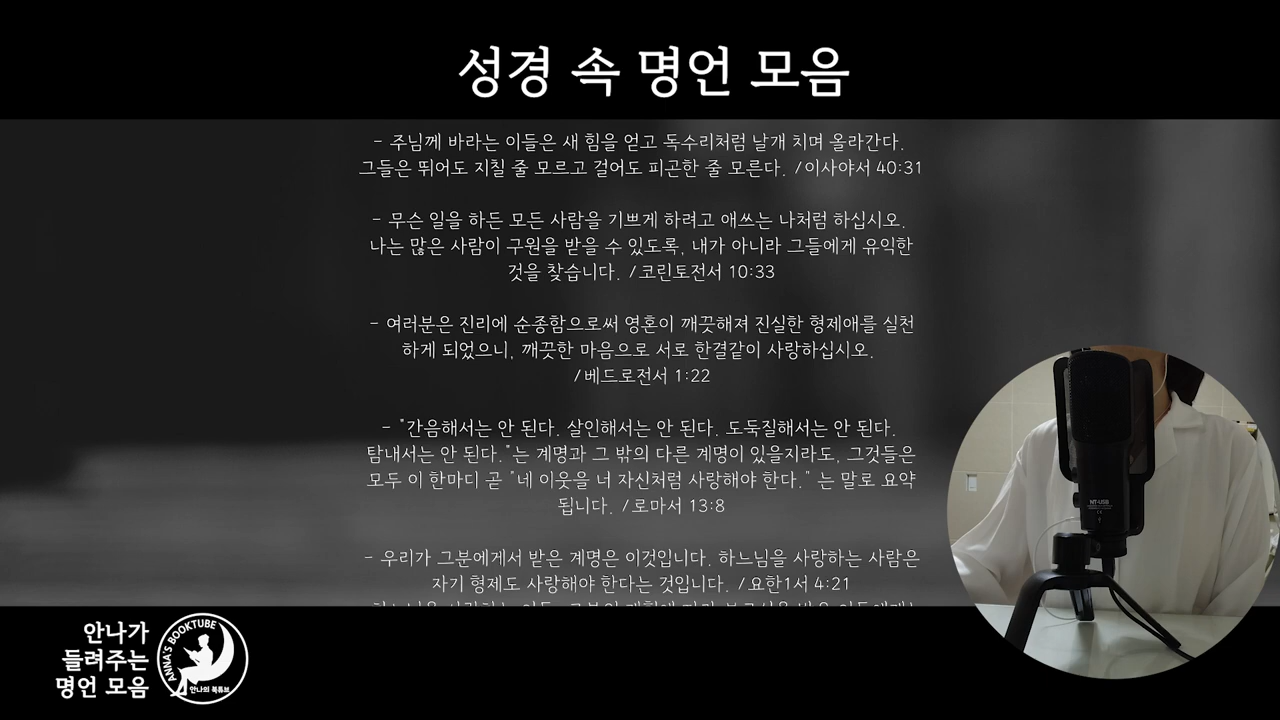 성경 속 명언 모음
- 주님께 바라는 이들은 새 힘을 얻고 독수리처럼 날개 치며 올라간다.
그들은 뛰어도 지칠 줄 모르고 걸어도 피곤한 줄 모른다. /이사야서 40:31
- 무슨 일을 하든 모든 사람을 기쁘게 하려고 애쓰는 나처럼 하십시오.
나는 많은 사람이 구원을 받을 수 있도록, 내가 아니라 그들에게 유익한
것을 찾습니다. /코린토전서 10:33
- 여러분은 진리에 순종함으로써 영혼이 깨끗해져 진실한 형제애를 실천
하게 되었으니, 깨끗한 마음으로 서로 한결같이 사랑하십시오.
/베드로전서 1:22
- "간음해서는 안 된다. 살인해서는 안 된다. 도둑질해서는 안 된다.
탐내서는 안 된다."는 계명과 그 밖의 다른 계명이 있을지라도, 그것들은
모두 이 한마디 곧 "네 이웃을 너 자신처럼 사랑해야 한다." 는 말로 요약
됩니다. /로마서 13:8
- 우리가 그분에게서 받은 계명은 이것입니다. 하느님을 사랑하는 사람은
자기 형제도 사랑해야 한다는 것입니다. /요한1서 4:21
안나가
들려주는
명언 모음
ANNA'S BOOKTUBE
안나의 북튜브
NT-USB